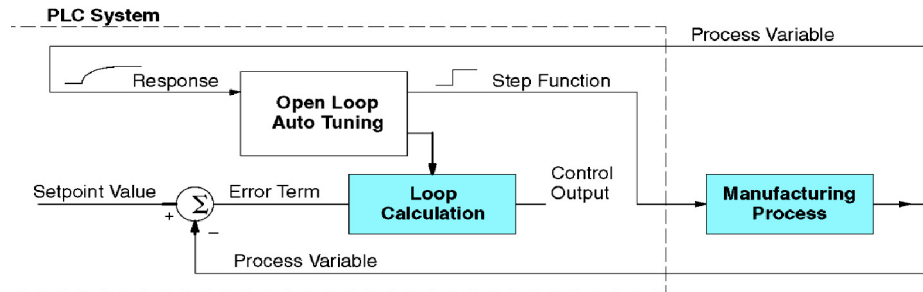 PLC System
Process Variable
Response
Step Function
Open Loop
Auto Tuning
Setpoint Value
+
Σ
−
Error Term
Loop
Calculation
Control
Output
Manufacturing
Process
Process Variable